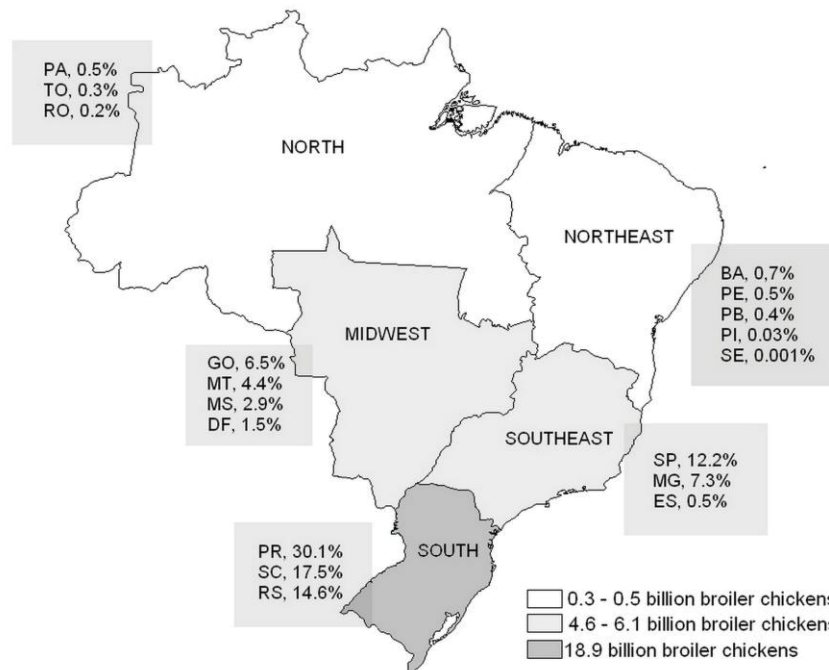 PA, 0.5%
TO, 0.3%
RO, 0.2%
NORTH
NORTHEAST
BA, 0,7%
PE, 0.5%
PB, 0.4%
PI, 0.03%
SE, 0.001%
MIDWEST
GO, 6.5%
MT, 4.4%
MS, 2.9%
DF, 1.5%
SOUTHEAST
SP, 12.2%
MG, 7.3%
ES, 0.5%
PR, 30.1%
SC, 17.5%
RS, 14.6%
SOUTH
0.3 - 0.5 billion broiler chickens
4.6 - 6.1 billion broiler chickens
18.9 billion broiler chickens